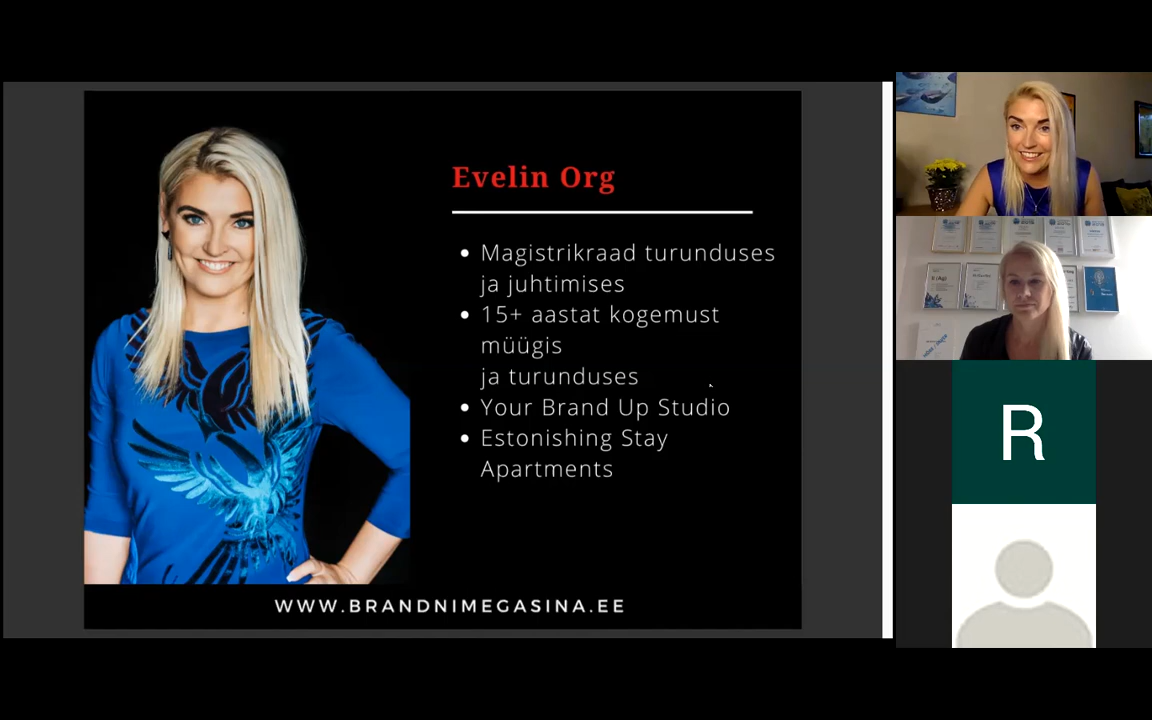 Evelin Org
Magistrikraad turunduses
ja juhtimises
15+ aastat kogemust
müügis
ja turunduses
Your Brand Up Studio
Estonishing Stay
Apartments
WWW.BRANDNIMEGASINA.EE
R